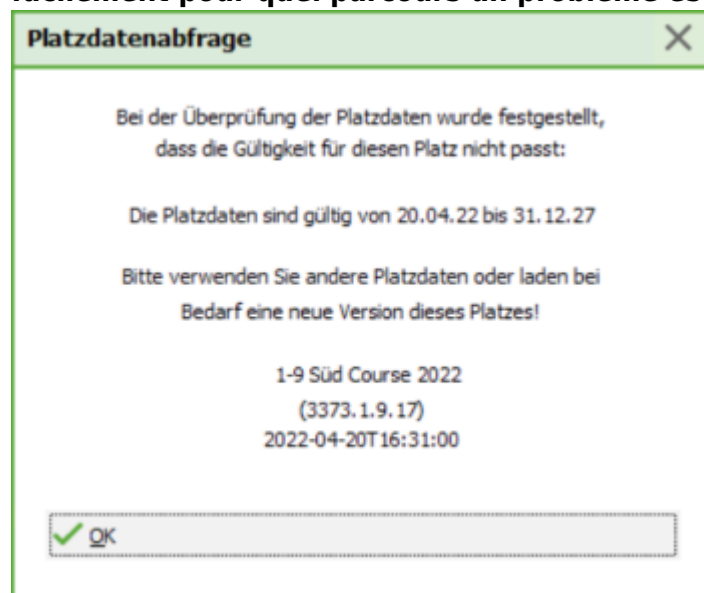 Platzdatenabfrage
Bei der Überprüfung der Platzdaten wurde festgestellt,
dass die Gültigkeit für diesen Platz nicht passt:
Die Platzdaten sind gültig von 20.04.22 bis 31.12.27
Bitte verwenden Sie andere Platzdaten oder laden bei
Bedarf eine neue Version dieses Platzes!
1-9 Süd Course 2022
(3373.1.9.17)
2022-04-20T16:31:00
OK